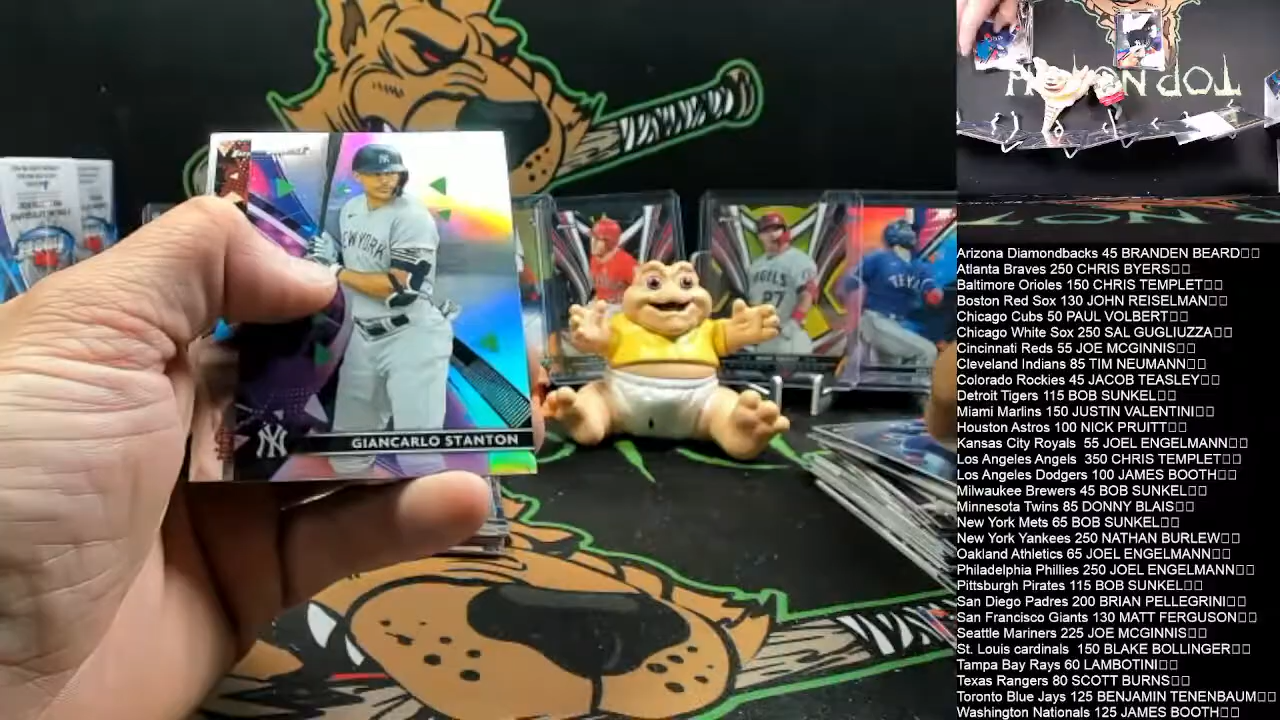 NEW YORK
NY
GIANCARLO STANTON
TEXA
ANGELS
27
TOP NOTCH
Arizona Diamondbacks 45 BRANDEN BEARD□□
Atlanta Braves 250 CHRIS BYERS□□
Baltimore Orioles 150 CHRIS TEMPLET□□
Boston Red Sox 130 JOHN REISELMAN□□
Chicago Cubs 50 PAUL VOLBERT□□
Chicago White Sox 250 SAL GUGLIUZZA□□
Cincinnati Reds 55 JOE MCGINNIS□□
Cleveland Indians 85 TIM NEUMANN□□
Colorado Rockies 45 JACOB TEASLEY□□
Detroit Tigers 115 BOB SUNKEL□□
Miami Marlins 150 JUSTIN VALENTINI□□
Houston Astros 100 NICK PRUITT□□
Kansas City Royals  55 JOEL ENGELMANN□□
Los Angeles Angels  350 CHRIS TEMPLET□□
Los Angeles Dodgers 100 JAMES BOOTH□□
Milwaukee Brewers 45 BOB SUNKEL□□
Minnesota Twins 85 DONNY BLAIS□□
New York Mets 65 BOB SUNKEL□□
New York Yankees 250 NATHAN BURLEW□□
Oakland Athletics 65 JOEL ENGELMANN□□
Philadelphia Phillies 250 JOEL ENGELMANN□□
Pittsburgh Pirates 115 BOB SUNKEL□□
San Diego Padres 200 BRIAN PELLEGRINI□□
San Francisco Giants 130 MATT FERGUSON□□
Seattle Mariners 225 JOE MCGINNIS□□
St. Louis cardinals  150 BLAKE BOLLINGER□□
Tampa Bay Rays 60 LAMBOTINI□□
Texas Rangers 80 SCOTT BURNS□□
Toronto Blue Jays 125 BENJAMIN TENENBAUM□□
Washington Nationals 125 JAMES BOOTH□□